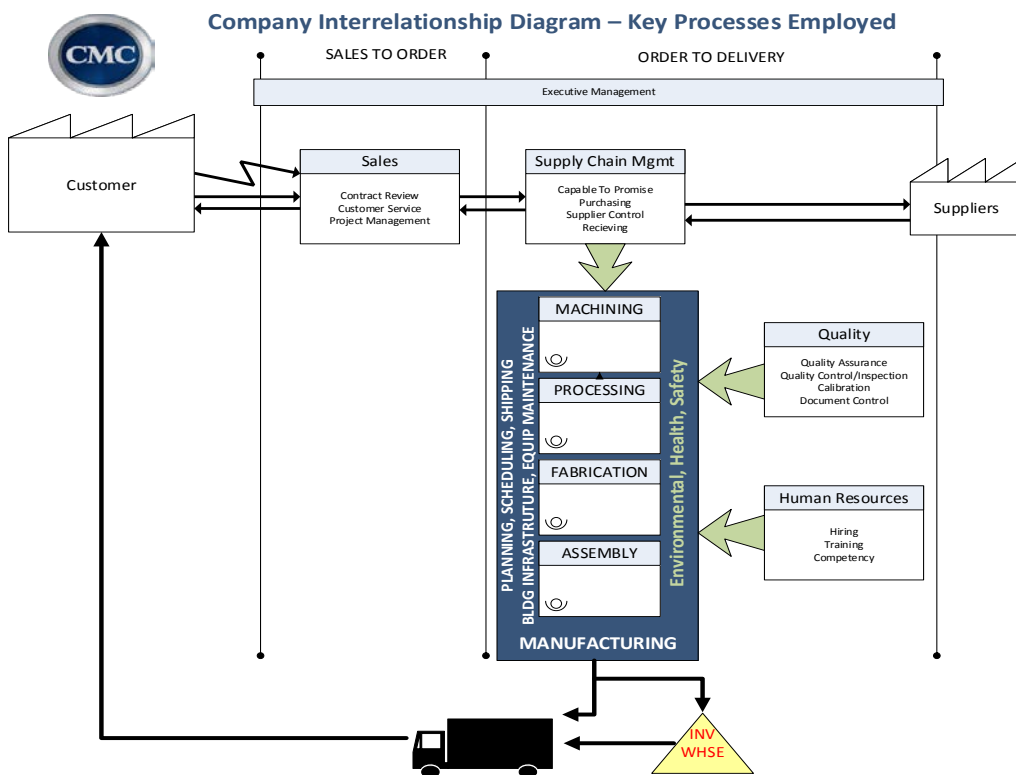 Company Interrelationship Diagram – Key Processes Employed
CMC
SALES TO ORDER
ORDER TO DELIVERY
Executive Management
Customer
Sales
Contract Review
Customer Service
Project Management
Supply Chain Mgmt
Capable To Promise
Purchasing
Supplier Control
Recieving
Suppliers
PLANNING, SCHEDULING, SHIPPING
BLDG INFRASTRUTURE, EQUIP MAINTENANCE
MACHINING
PROCESSING
FABRICATION
ASSEMBLY
Environmental, Health, Safety
MANUFACTURING
Quality
Quality Assurance
Quality Control/Inspection
Calibration
Document Control
Human Resources
Hiring
Training
Competency
INV
WHSE